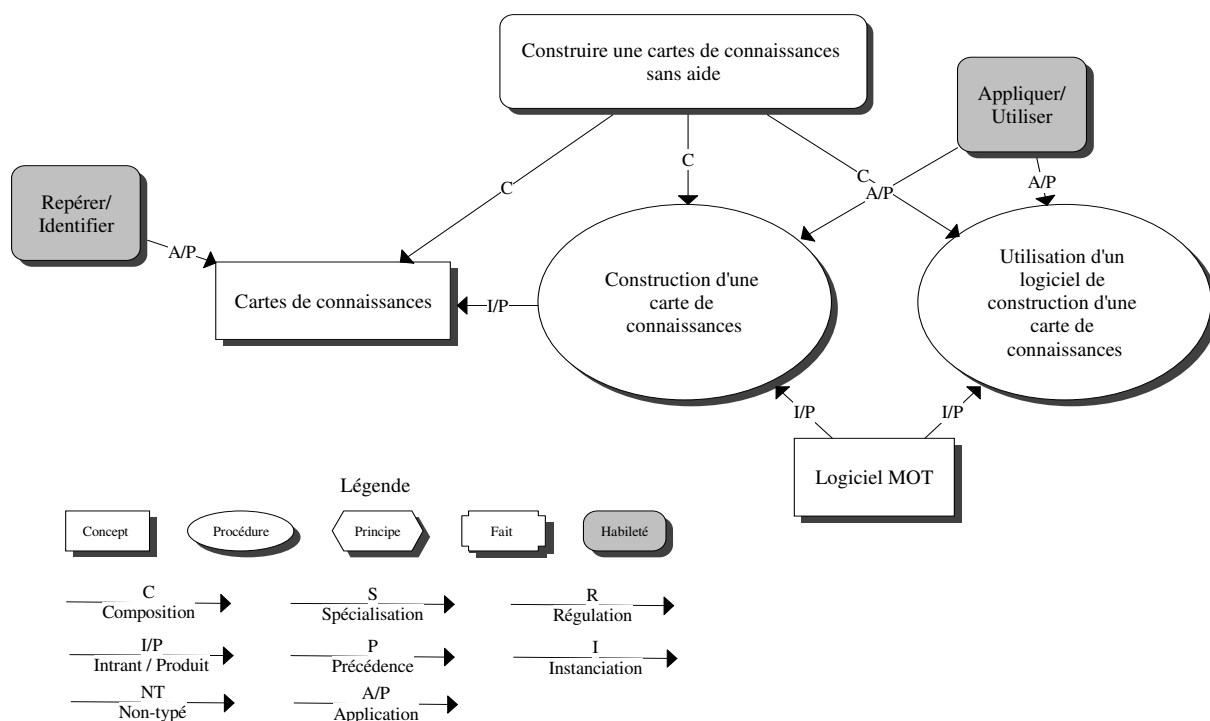 Construire une cartes de connaissances
sans aide
Appliquer/
Utiliser
Repérer/
Identifier
C
C
C
A/P
A/P
A/P
Cartes de connaissances
I/P
Construction d'une
carte de
connaissances
Utilisation d'un
logiciel de
construction d'une
carte de
connaissances
I/P
I/P
Logiciel MOT
Légende
Concept
Procédure
Principe
Fait
Habileté
C
Composition
S
Spécialisation
R
Régulation
I/P
Intrant / Produit
P
Précédence
I
Instanciation
NT
Non-typé
A/P
Application